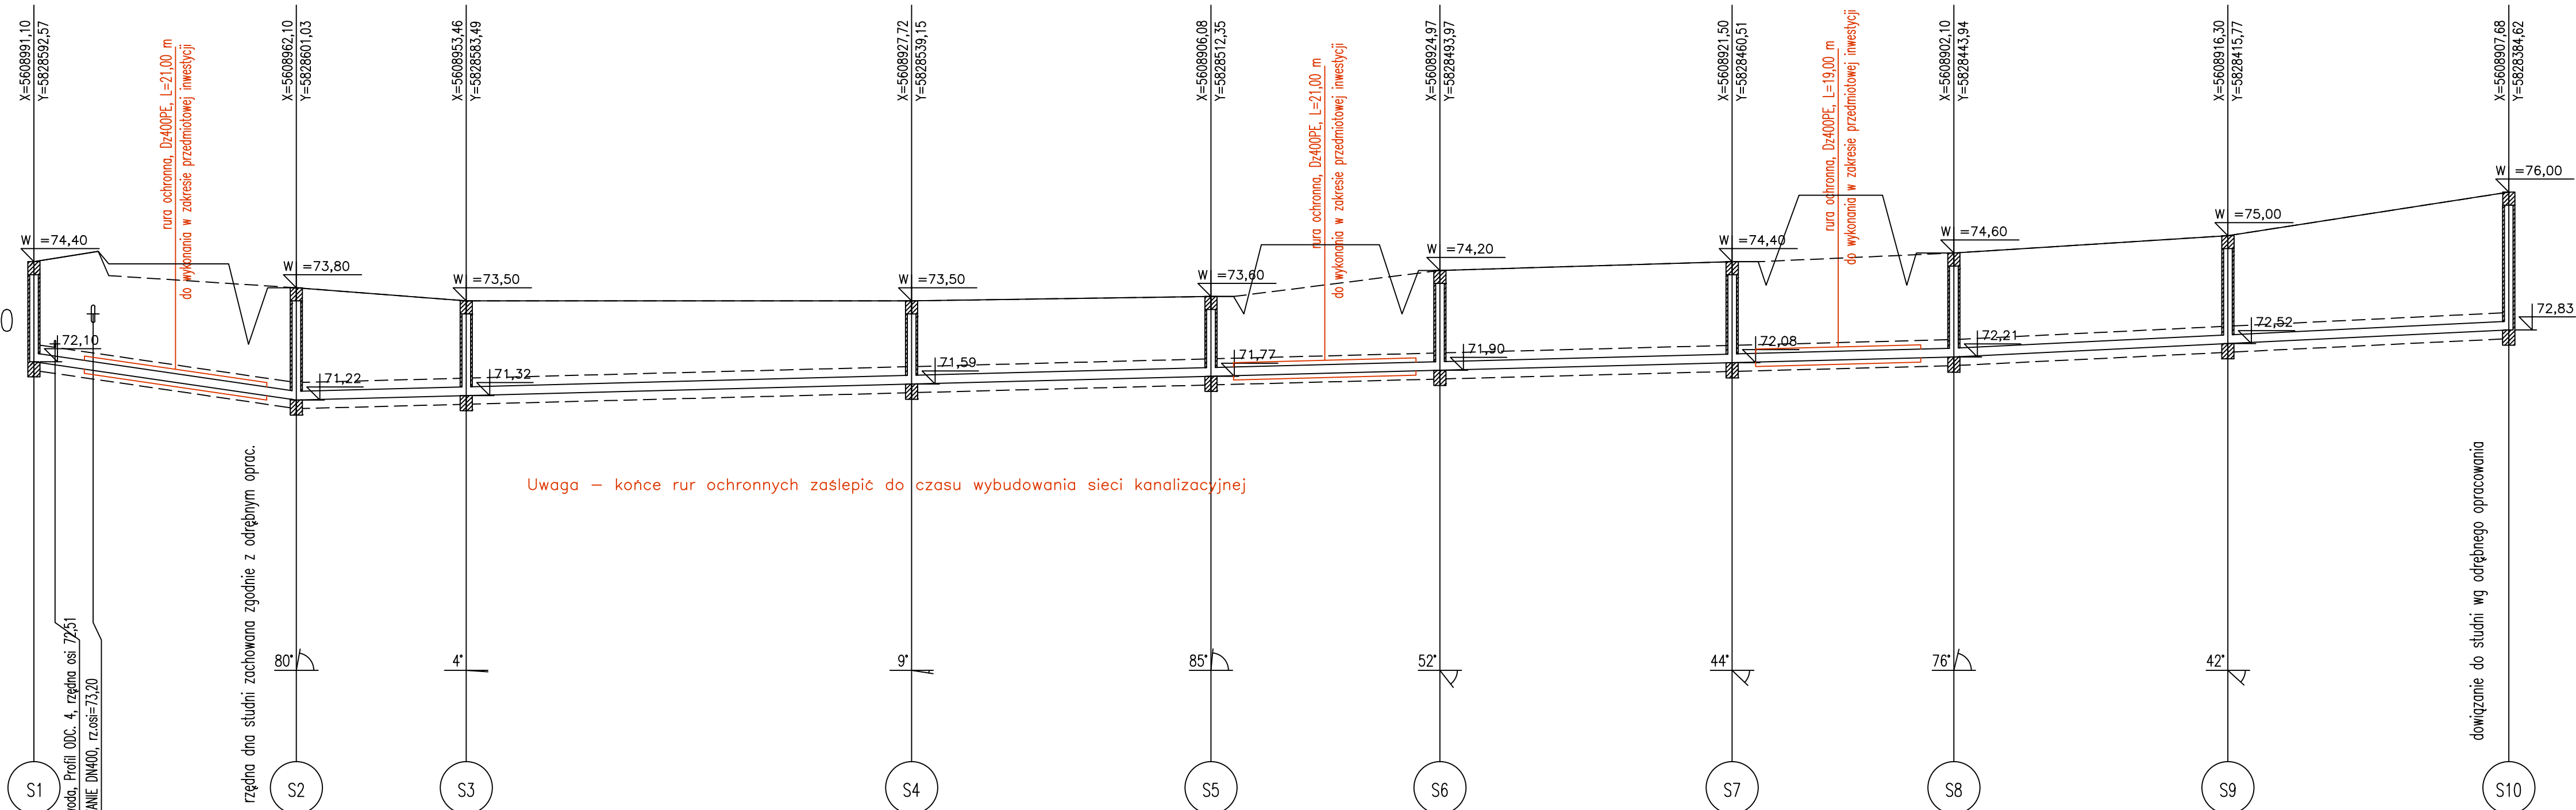 X=5608991,10
Y=5828592,57
X=5608962,10
Y=5828601,03
X=5608953,46
Y=5828583,49
X=5608927,72
Y=5828539,15
X=5608906,08
Y=5828512,35
X=5608924,97
Y=5828493,97
X=5608921,50
Y=5828460,51
X=5608902,10
Y=5828443,94
X=5608916,30
Y=5828415,77
X=5608907,68
Y=5828384,62
rura ochronna, Dz400PE, L=21,00 m
do wykonania w zakresie przedmiotowej inwestycji
rura ochronna, Dz400PE, L=21,00 m
do wykonania w zakresie przedmiotowej inwestycji
rura ochronna, Dz400PE, L=19,00 m
do wykonania w zakresie przedmiotowej inwestycji
W =74,40
W =73,80
W =73,50
W =73,50
W =73,60
W =74,20
W =74,40
W =74,60
W =75,00
W =76,00
72,10
71,22
71,32
71,59
71,77
71,90
72,08
72,21
72,52
72,83
Uwaga – końce rur ochronnych zaślepić do czasu wybudowania sieci kanalizacyjnej
rzędna dna studni zachowana zgodnie z odrębnym oprac.
dowiązanie do studni wg odrębnego opracowania
Profil ODC. 4, rzędna osi 72,51
DN400, rz.osi=73,20
80°
4°
9°
85°
52°
44°
76°
42°
S1
S2
S3
S4
S5
S6
S7
S8
S9
S10